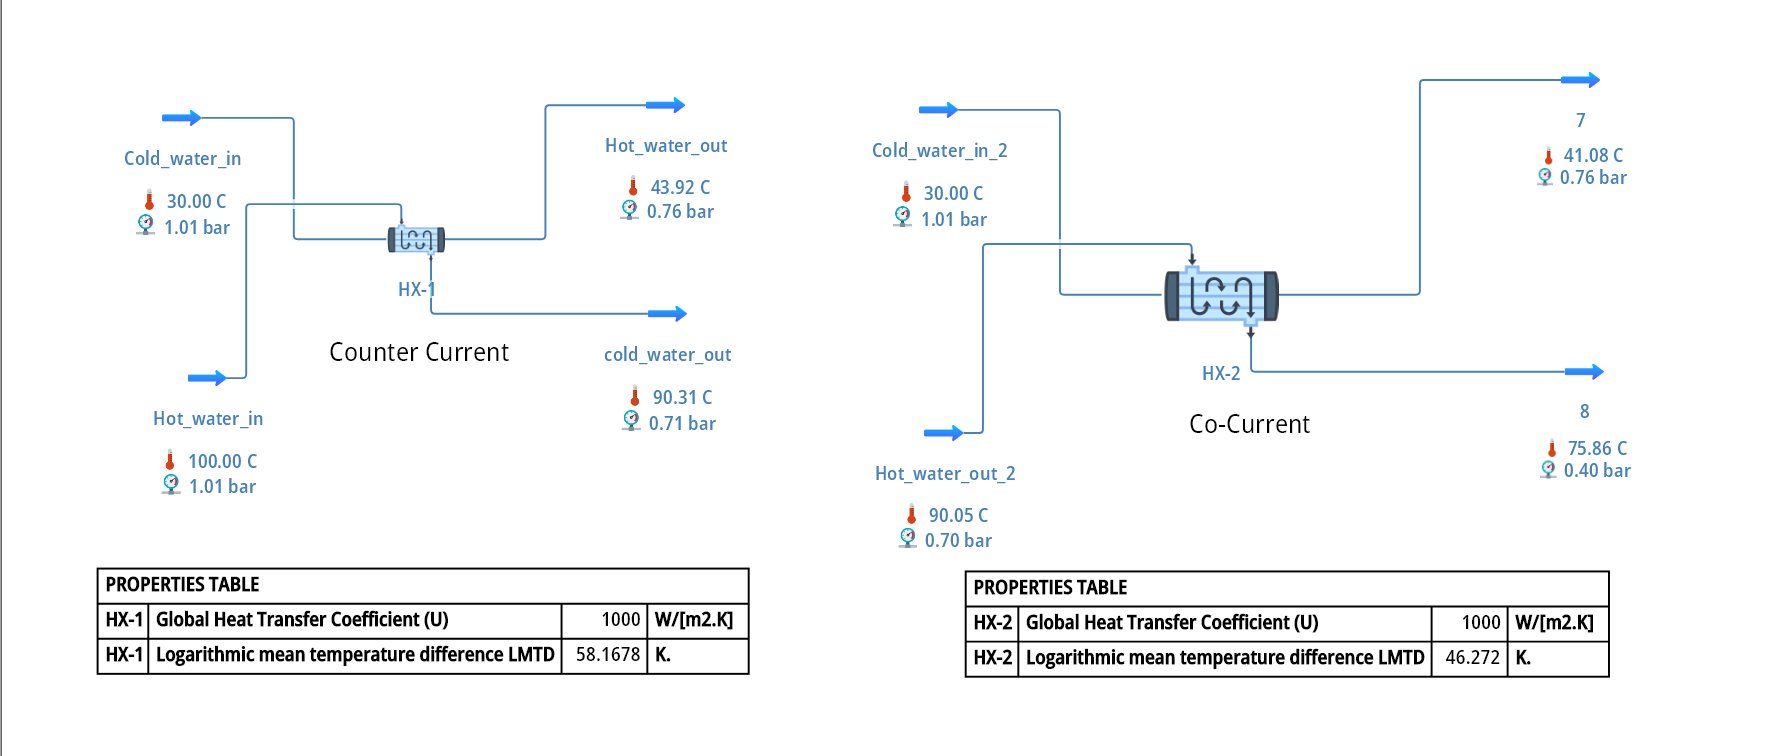 Cold_water_in
30.00 C
1.01 bar
Hot_water_out
43.92 C
0.76 bar
HX-1
Counter Current
cold_water_out
90.31 C
0.71 bar
Hot_water_in
100.00 C
1.01 bar
PROPERTIES TABLE
HX-1 Global Heat Transfer Coefficient (U) 1000 W/[m2.K]
HX-1 Logarithmic mean temperature difference LMTD 58.1678 K.
Cold_water_in_2
30.00 C
1.01 bar
7
41.08 C
0.76 bar
HX-2
Co-Current
8
75.86 C
0.40 bar
Hot_water_out_2
90.05 C
0.70 bar
PROPERTIES TABLE
HX-2 Global Heat Transfer Coefficient (U) 1000 W/[m2.K]
HX-2 Logarithmic mean temperature difference LMTD 46.272 K.